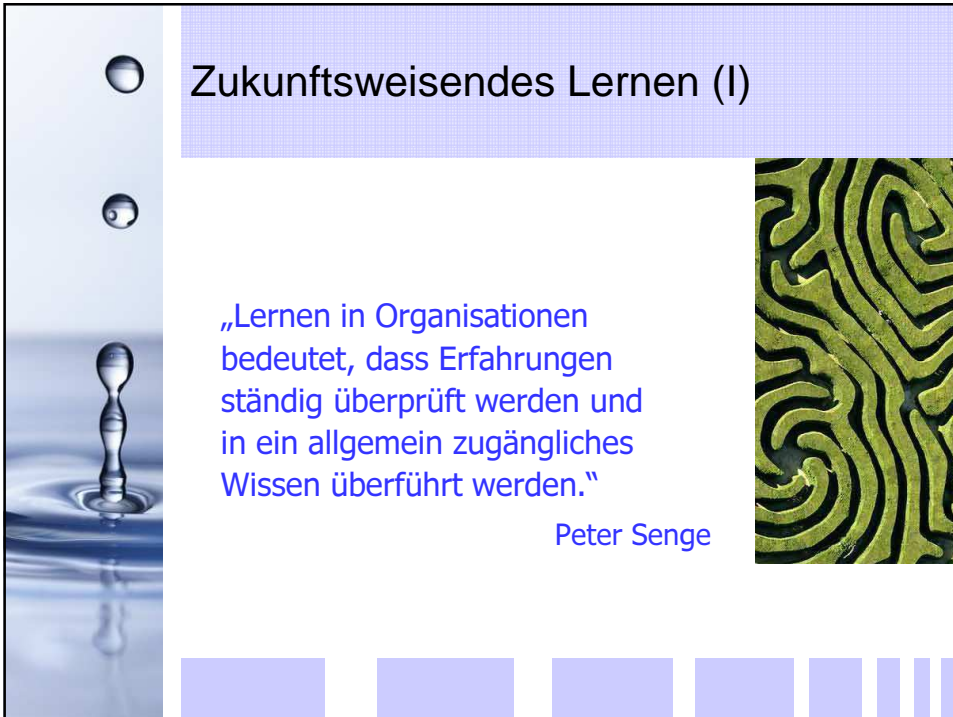 Zukunftsweisendes Lernen (I)
„Lernen in Organisationen
bedeutet, dass Erfahrungen
ständig überprüft werden und
in ein allgemein zugängliches
Wissen überführt werden.“
Peter Senge